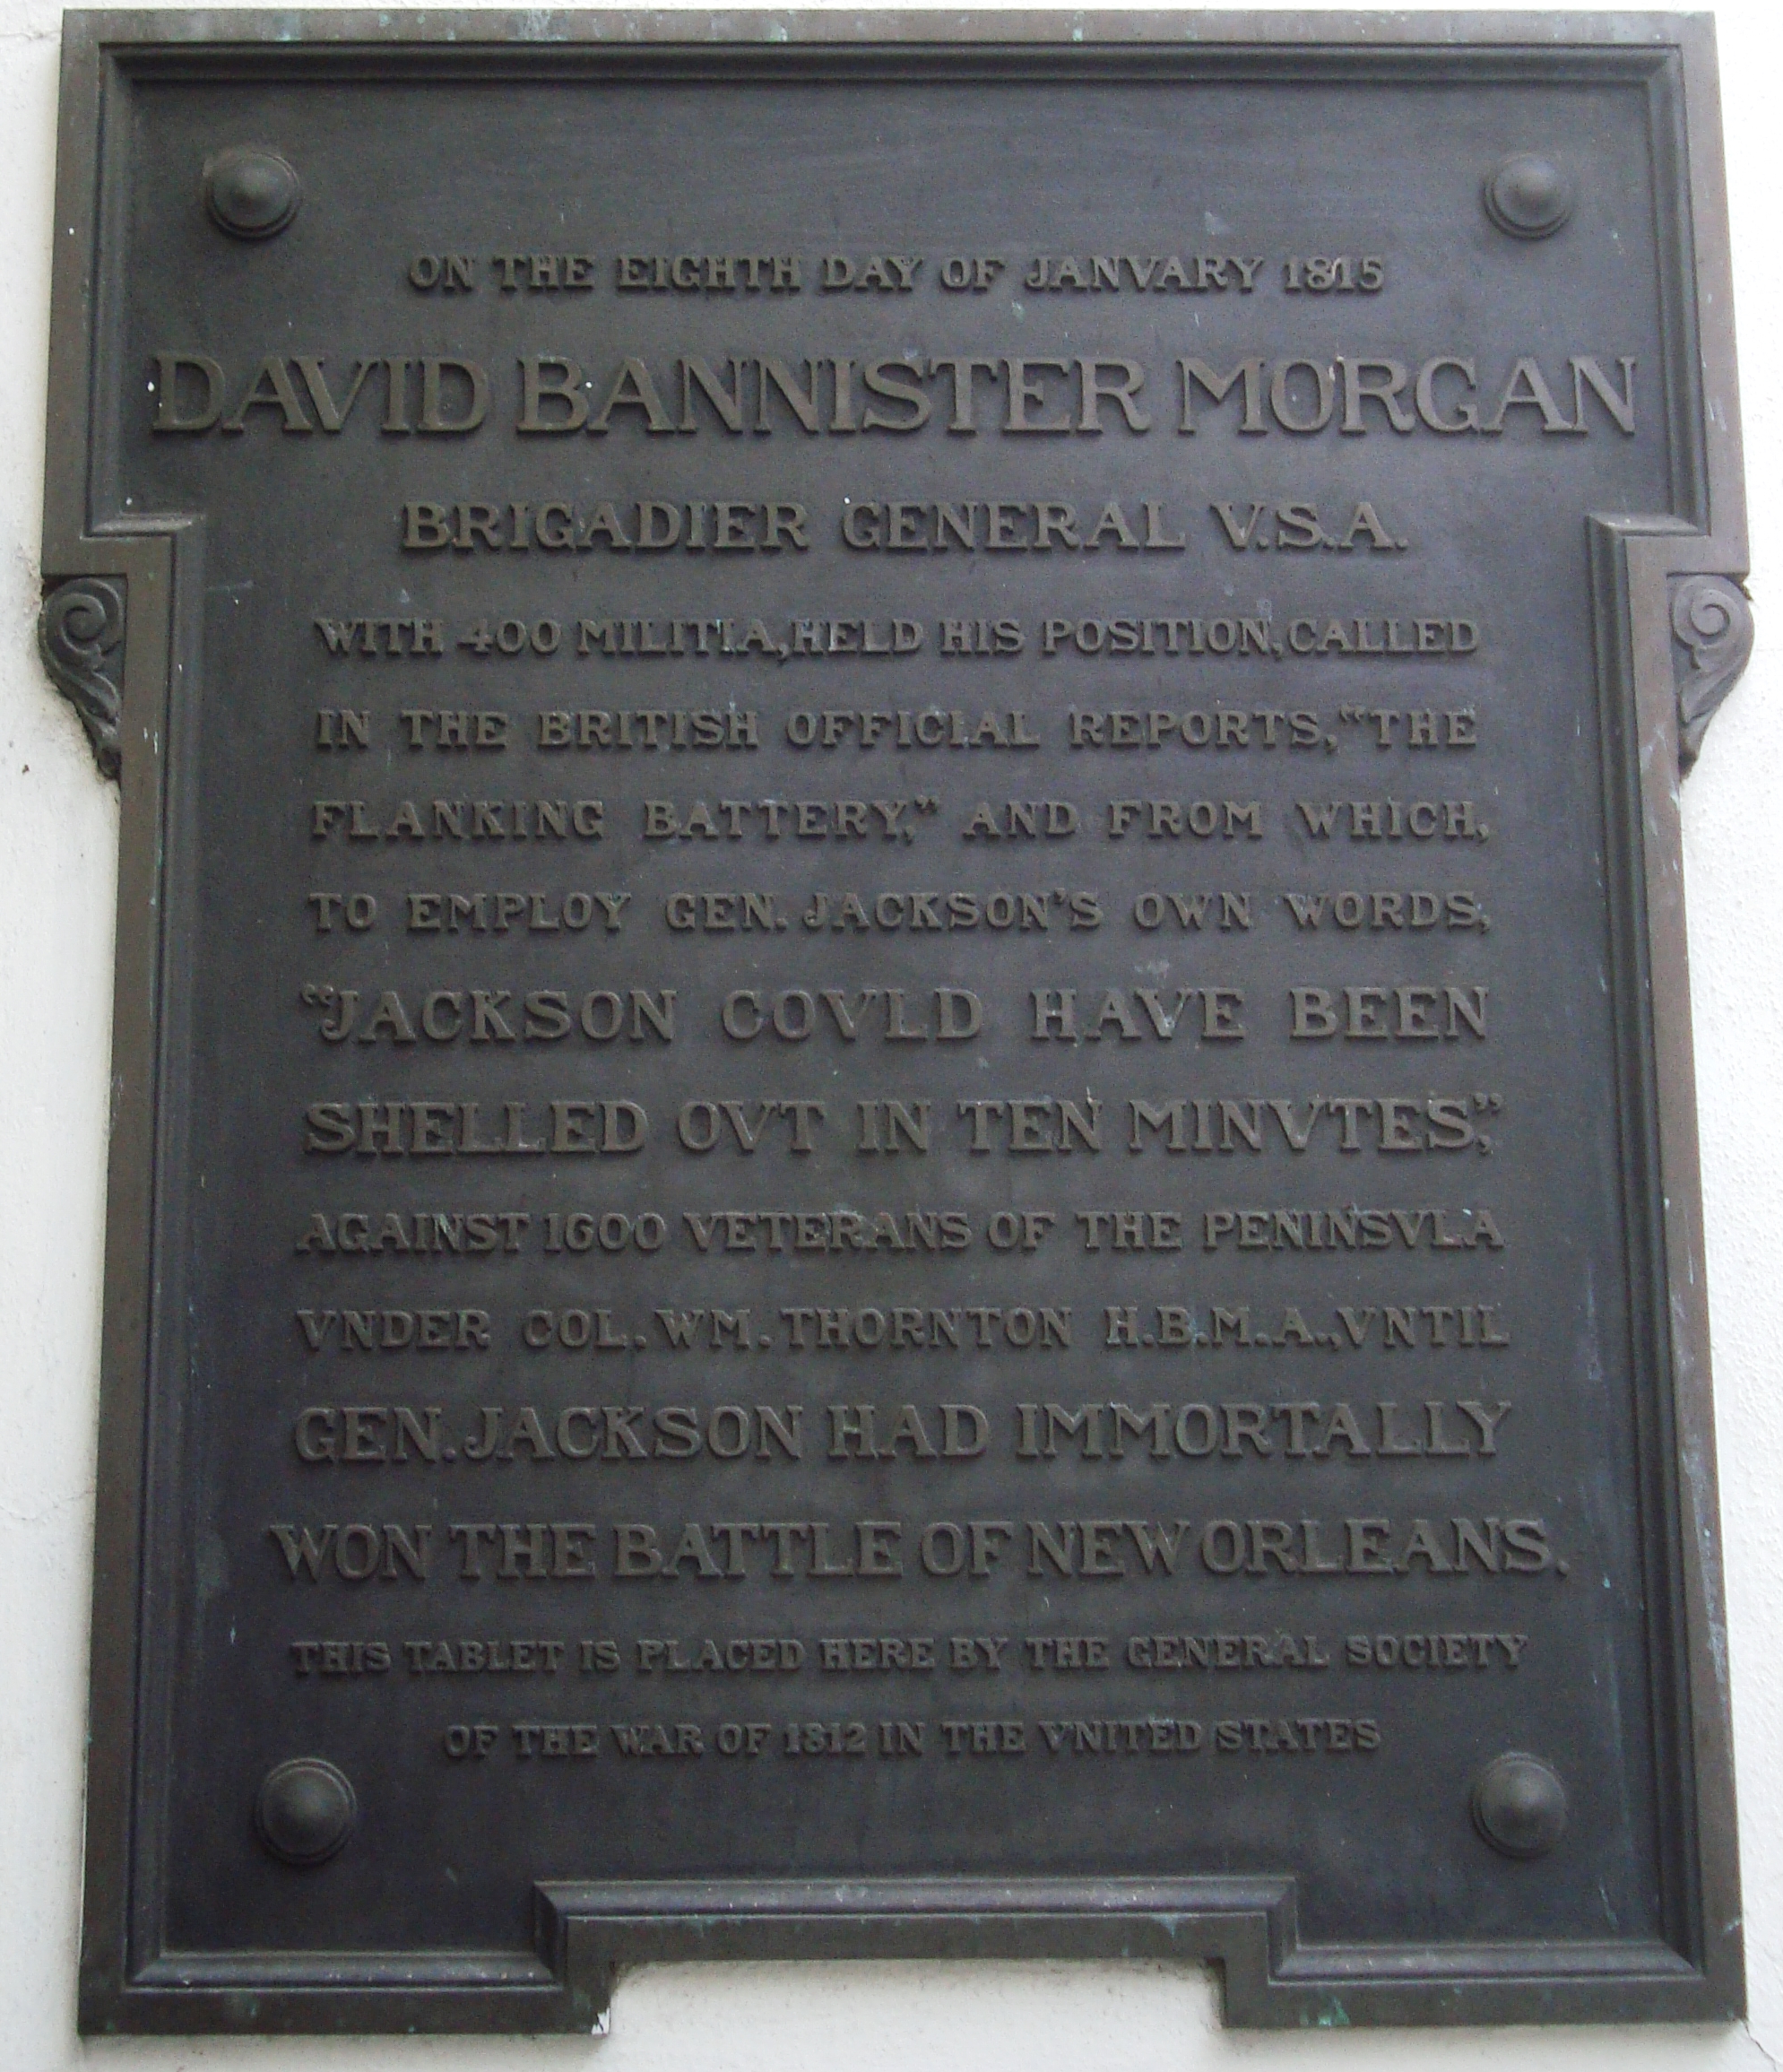 ON THE EIGHTH DAY OF JANVARY 1815
DAVID BANNISTER MORGAN
BRIGADIER GENERAL V.S.A.
WITH 400 MILITIA, HELD HIS POSITION, CALLED
IN THE BRITISH OFFICIAL REPORTS, "THE
FLANKING BATTERY," AND FROM WHICH,
TO EMPLOY GEN. JACKSON'S OWN WORDS,
"JACKSON COVLD HAVE BEEN
SHELLED OVT IN TEN MINVTES,"
AGAINST 1600 VETERANS OF THE PENINSVLA
VNDER COL. WM. THORNTON H.B.M.A., VNTIL
GEN. JACKSON HAD IMMORTALLY
WON THE BATTLE OF NEW ORLEANS.
THIS TABLET IS PLACED HERE BY THE GENERAL SOCIETY
OF THE WAR OF 1812 IN THE VNITED STATES